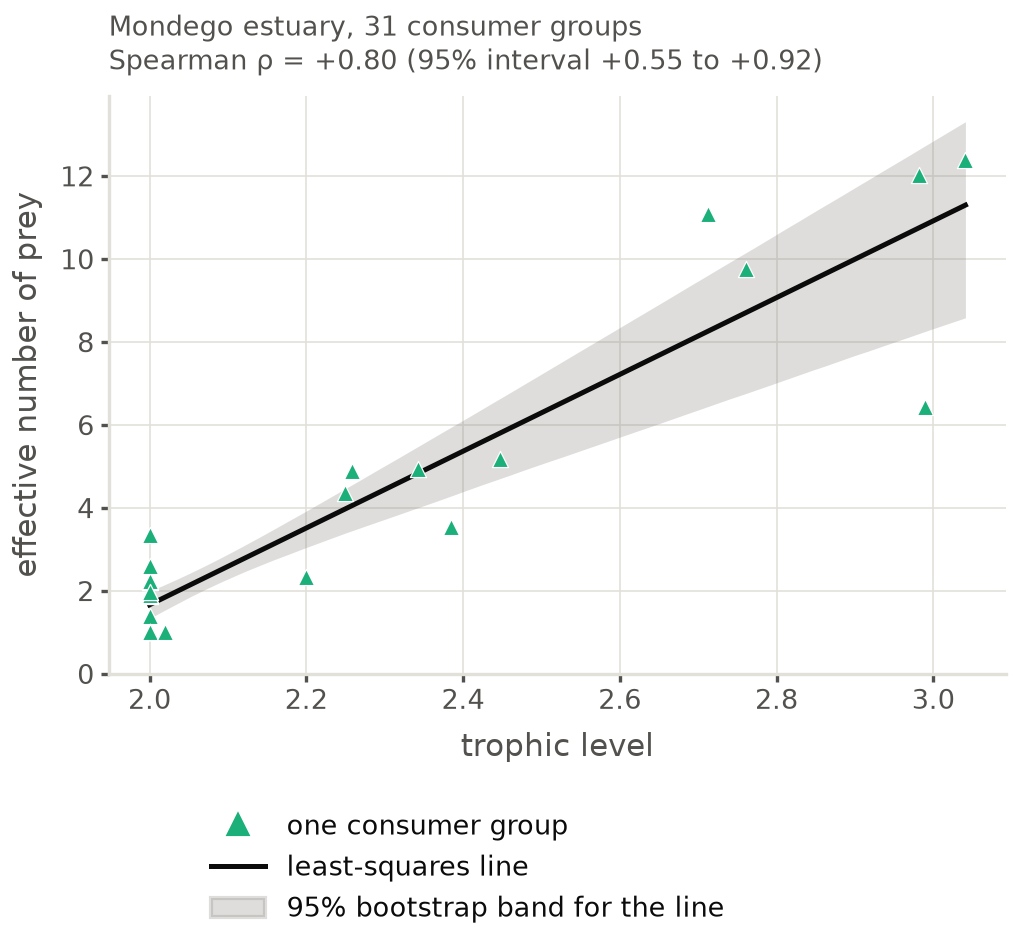 Mondego estuary, 31 consumer groups
Spearman ρ = +0.80 (95% interval +0.55 to +0.92)
effective number of prey
12
10
8
6
4
2
0
2.0 2.2 2.4 2.6 2.8 3.0
trophic level
one consumer group
least-squares line
95% bootstrap band for the line